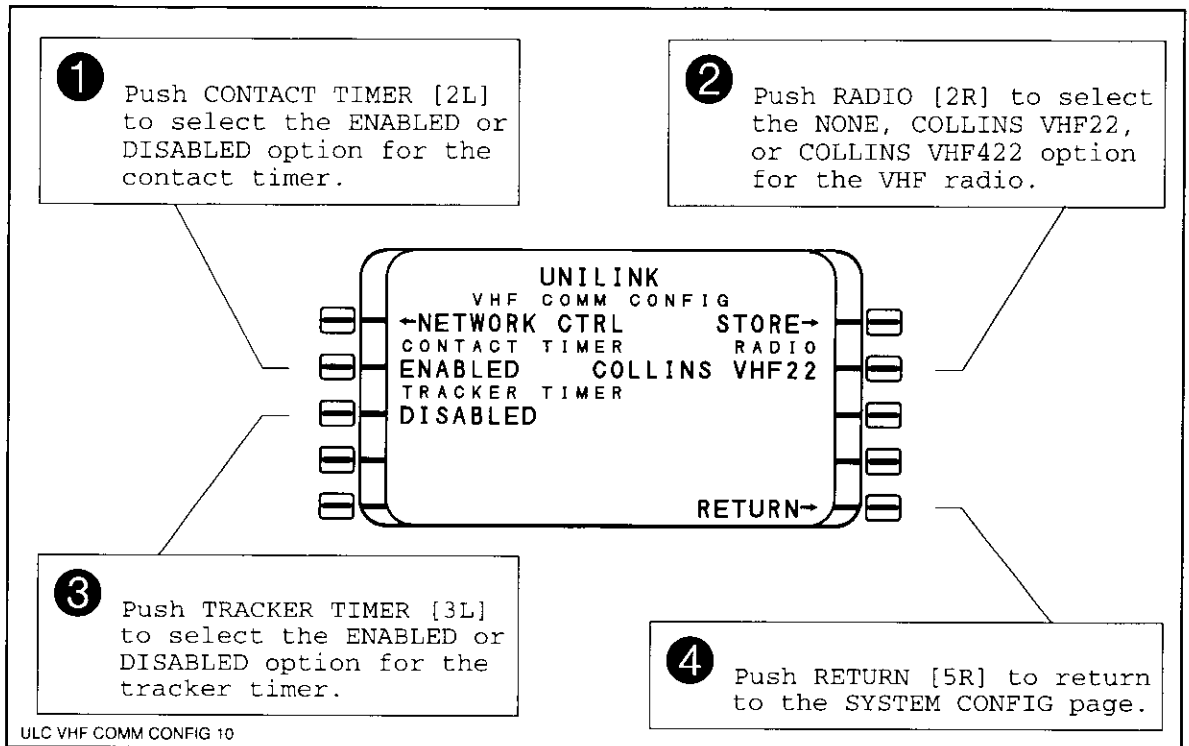 1
Push CONTACT TIMER [2L]
to select the ENABLED or
DISABLED option for the
contact timer.
2
Push RADIO [2R] to select
the NONE, COLLINS VHF22,
or COLLINS VHF422 option
for the VHF radio.
UNILINK
VHF COMM CONFIG
←NETWORK CTRL STORE→
CONTACT TIMER RADIO
ENABLED COLLINS VHF22
TRACKER TIMER
DISABLED
RETURN→
3
Push TRACKER TIMER [3L]
to select the ENABLED or
DISABLED option for the
tracker timer.
4
Push RETURN [5R] to return
to the SYSTEM CONFIG page.
ULC VHF COMM CONFIG 10